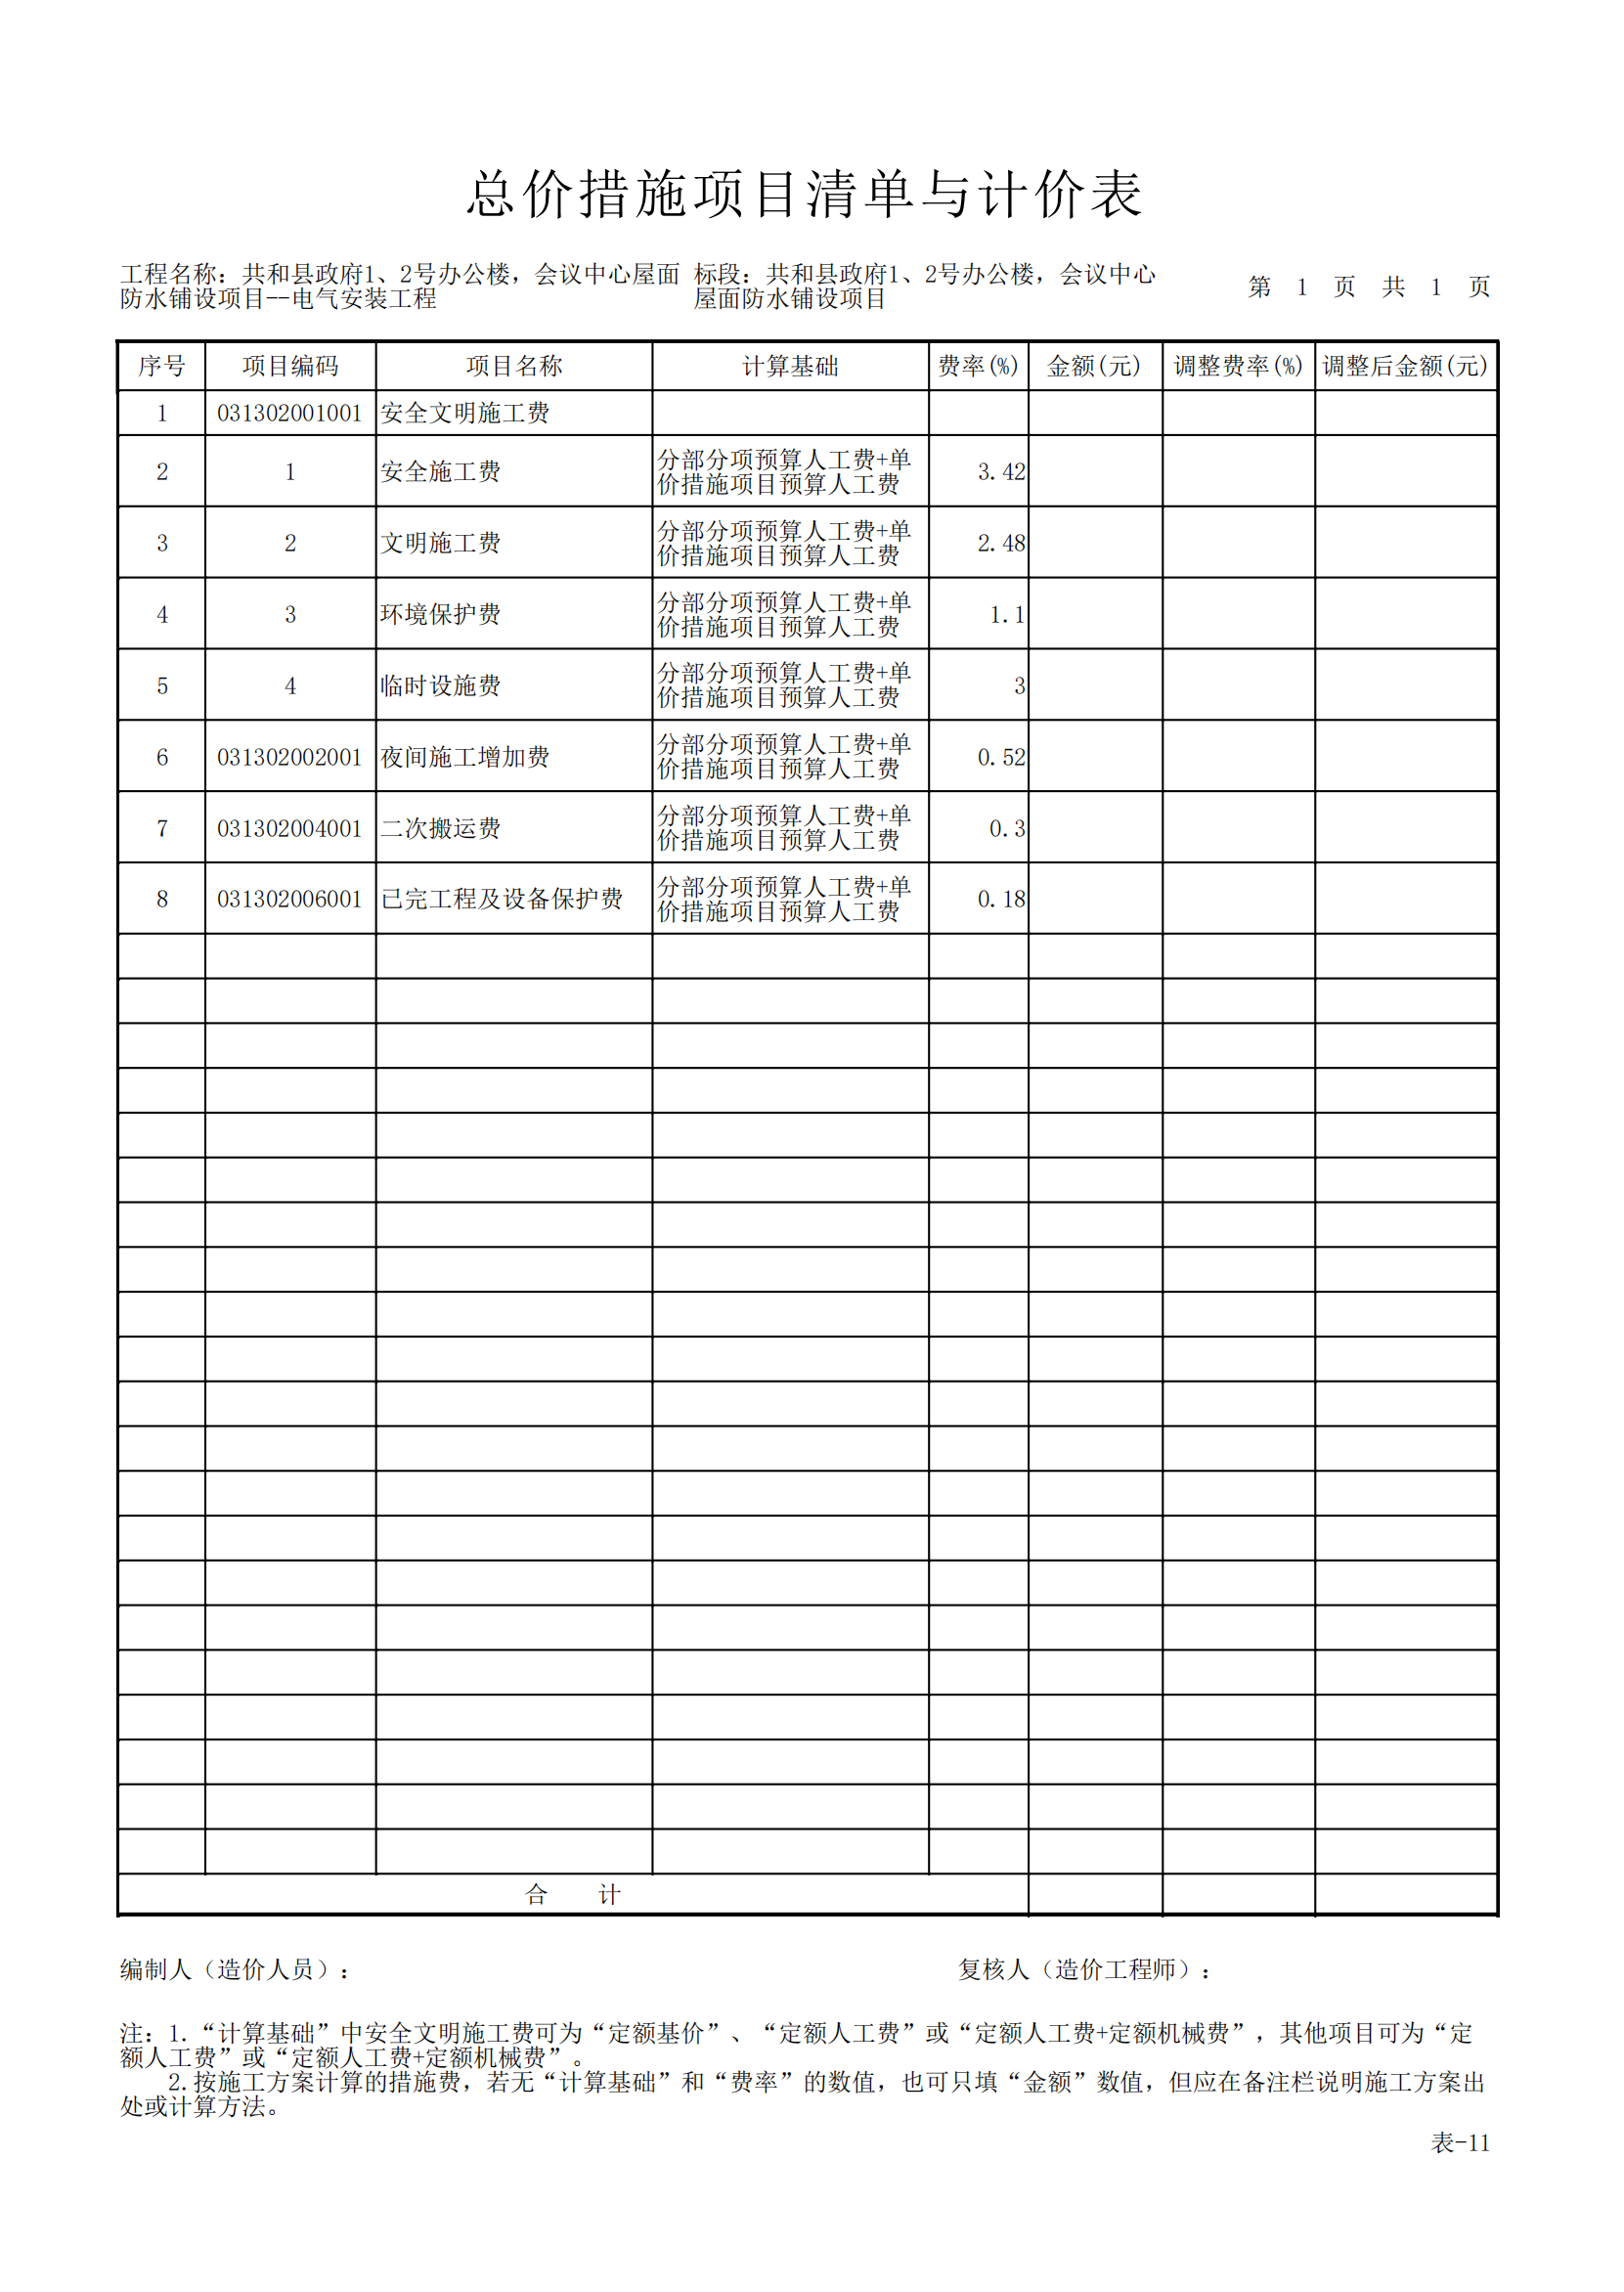 总价措施项目清单与计价表
工程名称：共和县政府1、2号办公楼，会议中心屋面
防水铺设项目--电气安装工程
标段：共和县政府1、2号办公楼，会议中心
屋面防水铺设项目
第 1 页 共 1 页
序号 项目编码 项目名称 计算基础 费率(%) 金额(元) 调整费率(%) 调整后金额(元)
1 031302001001 安全文明施工费
2 1 安全施工费 分部分项预算人工费+单
价措施项目预算人工费 3.42
3 2 文明施工费 分部分项预算人工费+单
价措施项目预算人工费 2.48
4 3 环境保护费 分部分项预算人工费+单
价措施项目预算人工费 1.1
5 4 临时设施费 分部分项预算人工费+单
价措施项目预算人工费 3
6 031302002001 夜间施工增加费 分部分项预算人工费+单
价措施项目预算人工费 0.52
7 031302004001 二次搬运费 分部分项预算人工费+单
价措施项目预算人工费 0.3
8 031302006001 已完工程及设备保护费 分部分项预算人工费+单
价措施项目预算人工费 0.18
合 计
编制人（造价人员）：
复核人（造价工程师）：
注：1.“计算基础”中安全文明施工费可为“定额基价”、“定额人工费”或“定额人工费+定额机械费”，其他项目可为“定
额人工费”或“定额人工费+定额机械费”。
2.按施工方案计算的措施费，若无“计算基础”和“费率”的数值，也可只填“金额”数值，但应在备注栏说明施工方案出
处或计算方法。
表-11